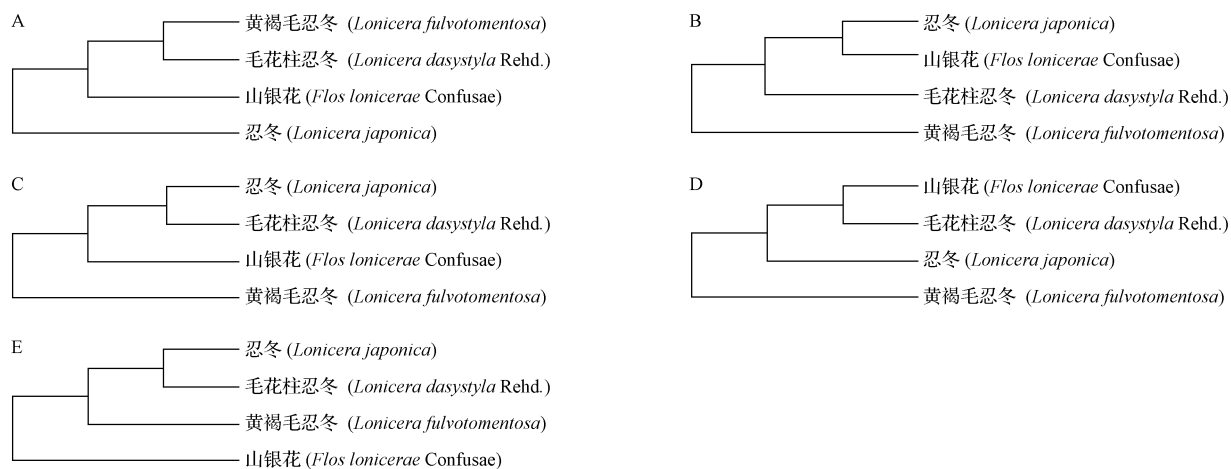 A
黄褐毛忍冬 (Lonicera fulvotomentosa)
毛花柱忍冬 (Lonicera dasystyla Rehd.)
山银花 (Flos lonicerae Confusae)
忍冬 (Lonicera japonica)
B
忍冬 (Lonicera japonica)
山银花 (Flos lonicerae Confusae)
毛花柱忍冬 (Lonicera dasystyla Rehd.)
黄褐毛忍冬 (Lonicera fulvotomentosa)
C
忍冬 (Lonicera japonica)
毛花柱忍冬 (Lonicera dasystyla Rehd.)
山银花 (Flos lonicerae Confusae)
黄褐毛忍冬 (Lonicera fulvotomentosa)
D
山银花 (Flos lonicerae Confusae)
毛花柱忍冬 (Lonicera dasystyla Rehd.)
忍冬 (Lonicera japonica)
黄褐毛忍冬 (Lonicera fulvotomentosa)
E
忍冬 (Lonicera japonica)
毛花柱忍冬 (Lonicera dasystyla Rehd.)
黄褐毛忍冬 (Lonicera fulvotomentosa)
山银花 (Flos lonicerae Confusae)